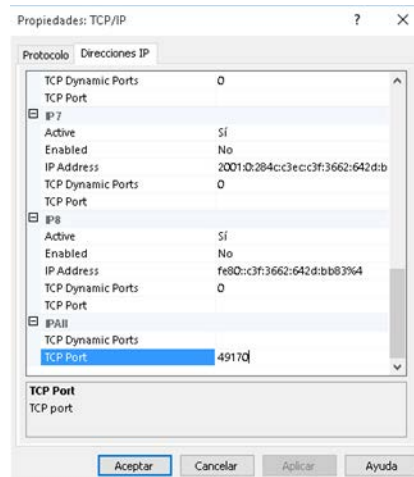 Propiedades: TCP/IP ? ×
Protocolo Direcciones IP
TCP Dynamic Ports 0
TCP Port
IP7
Active Sí
Enabled No
IP Address 2001:0:284c:c3ec:c3f:3662:642d:b
TCP Dynamic Ports 0
TCP Port
IP8
Active Sí
Enabled No
IP Address fe80::c3f:3662:642d:bb83%4
TCP Dynamic Ports 0
TCP Port
IPAll
TCP Dynamic Ports
TCP Port 49170
TCP Port
TCP port
Aceptar Cancelar Aplicar Ayuda